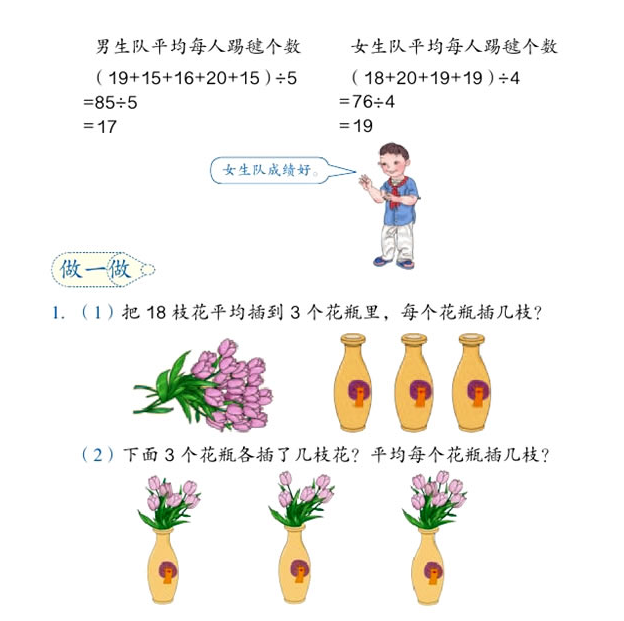 男生队平均每人踢毽个数 女生队平均每人踢毽个数
(19+15+16+20+15)÷5 (18+20+19+19)÷4
=85÷5 =76÷4
=17 =19
女生队成绩好。
做一做
1. (1)把 18 枝花平均插到 3 个花瓶里，每个花瓶插几枝？
(2)下面 3 个花瓶各插了几枝花？平均每个花瓶插几枝？